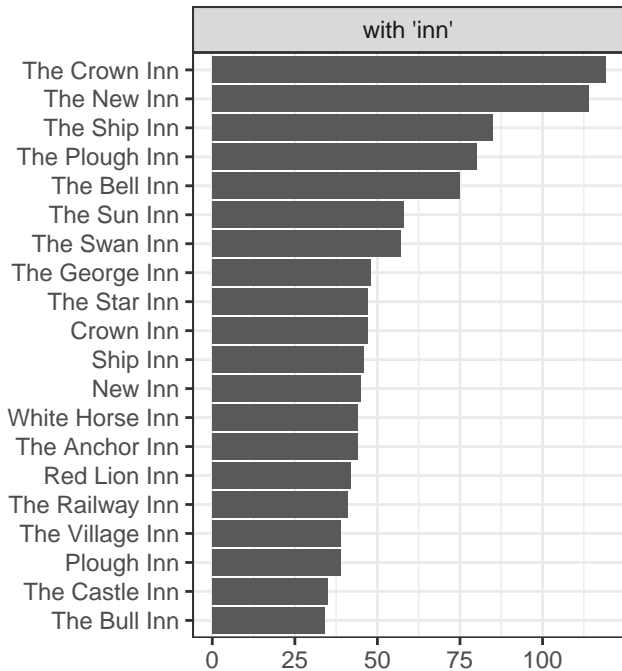 with 'inn'
The Crown Inn
The New Inn
The Ship Inn
The Plough Inn
The Bell Inn
The Sun Inn
The Swan Inn
The George Inn
The Star Inn
Crown Inn
Ship Inn
New Inn
White Horse Inn
The Anchor Inn
Red Lion Inn
The Railway Inn
The Village Inn
Plough Inn
The Castle Inn
The Bull Inn
0 25 50 75 100